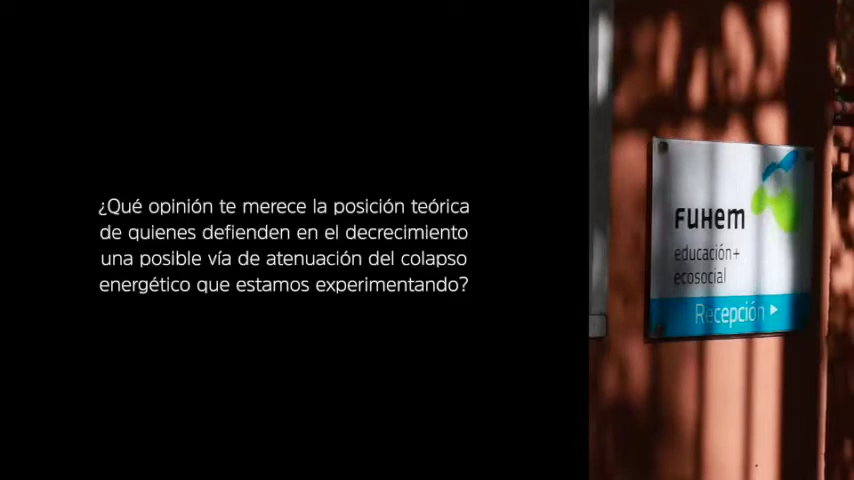 ¿Qué opinión te merece la posición teórica
de quienes defienden en el decrecimiento
una posible vía de atenuación del colapso
energético que estamos experimentando?
FUHEM
educación+
ecosocial
Recepción